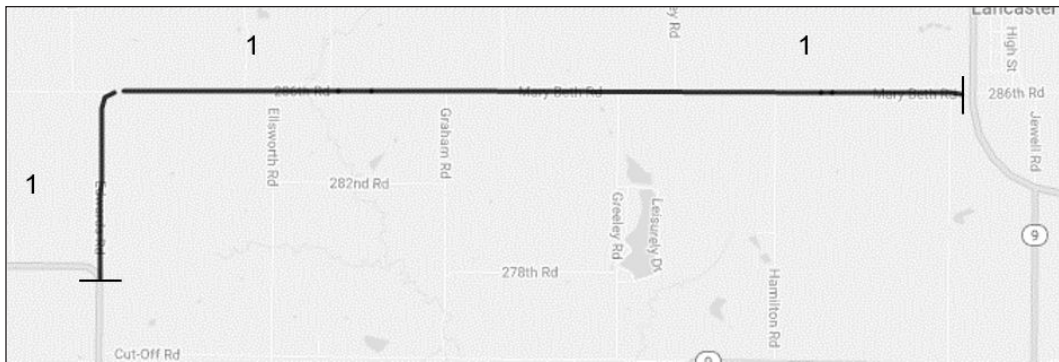 Lancaster
1
1
High St
286th Rd
Mary Beth Rd
Mary Beth Rd
286th Rd
Ellsworth Rd
Graham Rd
Jewell Rd
1
282nd Rd
Greeley Rd
Leisurely Dr
9
278th Rd
Hamilton Rd
Cut-Off Rd
9